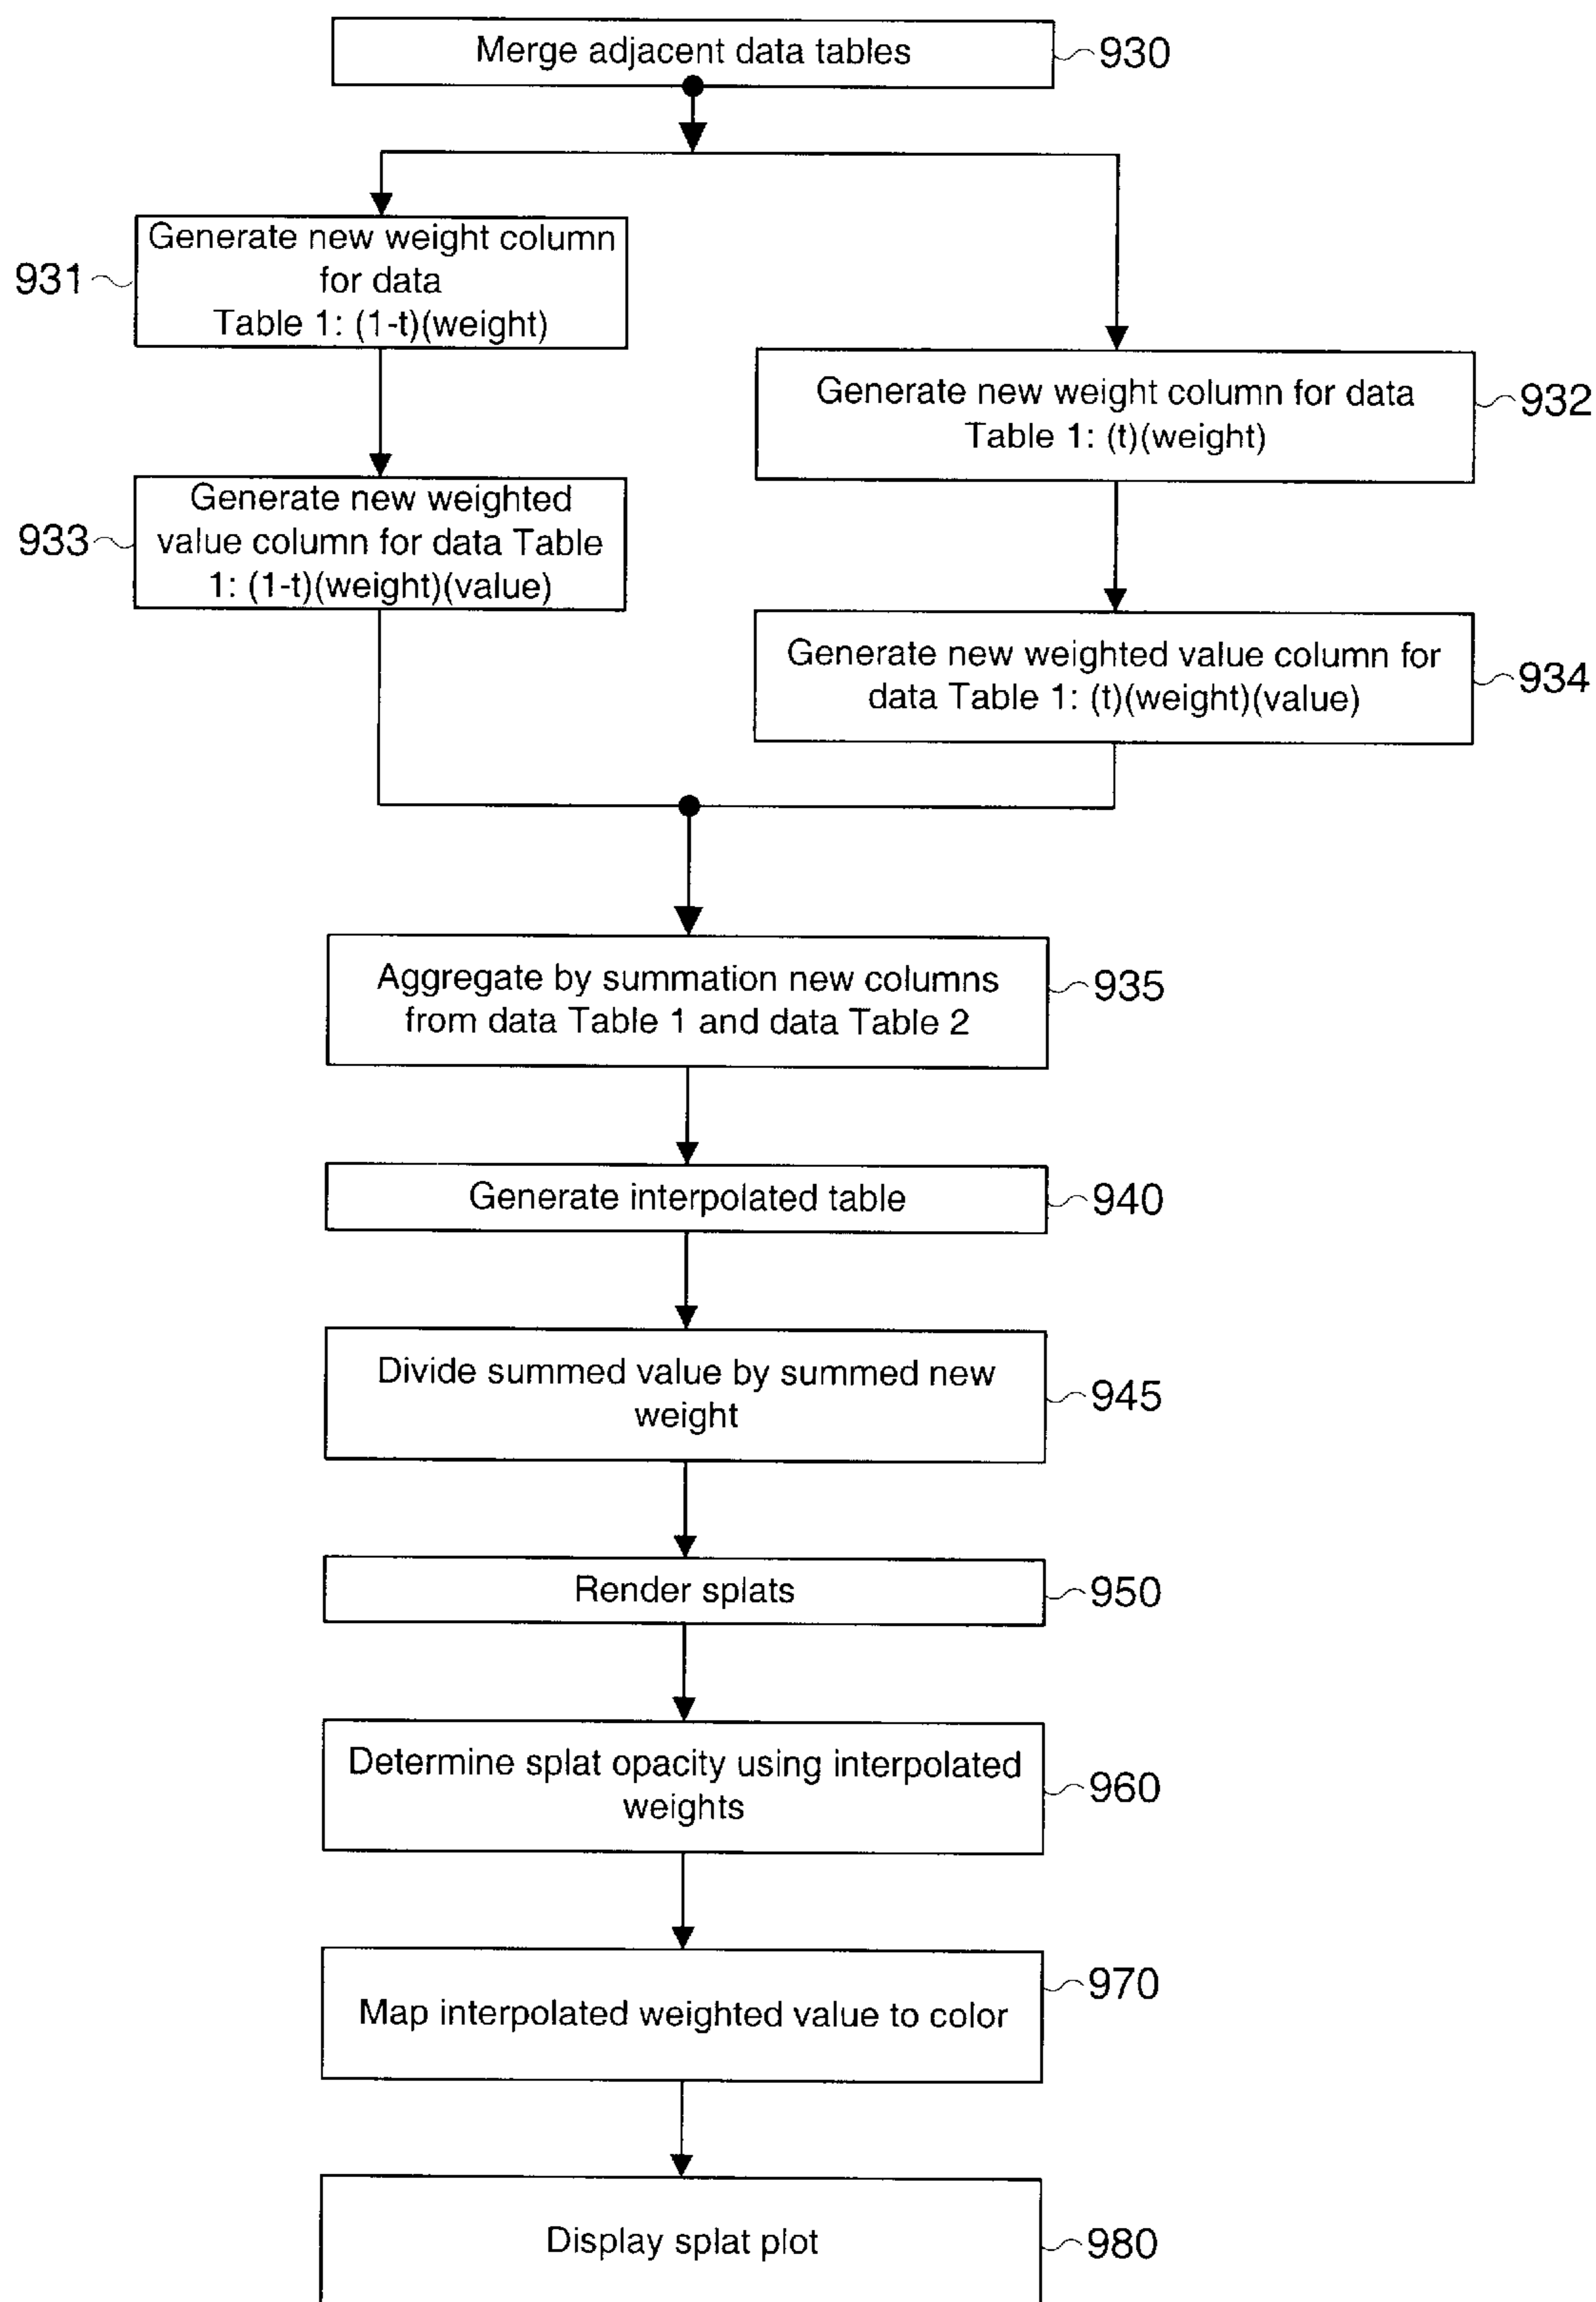 Merge adjacent data tables
930
Generate new weight column
for data
Table 1: (1-t)(weight)
931
Generate new weight column for data
Table 1: (t)(weight)
932
Generate new weighted
value column for data Table
1: (1-t)(weight)(value)
933
Generate new weighted value column for
data Table 1: (t)(weight)(value)
934
Aggregate by summation new columns
from data Table 1 and data Table 2
935
Generate interpolated table
940
Divide summed value by summed new
weight
945
Render splats
950
Determine splat opacity using interpolated
weights
960
Map interpolated weighted value to color
970
Display splat plot
980